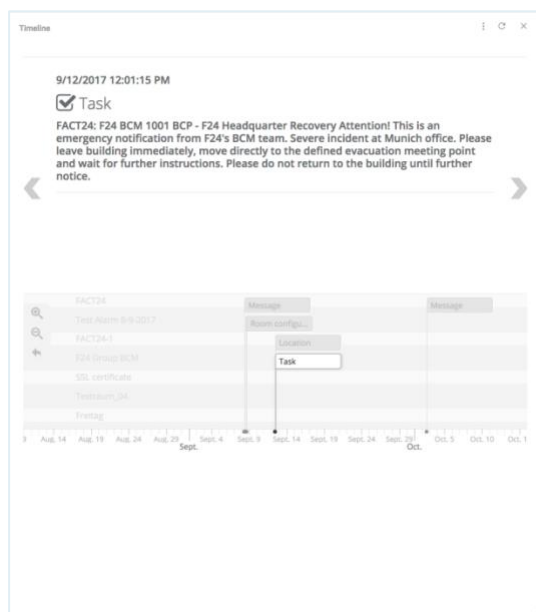 Timeline
9/12/2017 12:01:15 PM
Task
FACT24: F24 BCM 1001 BCP - F24 Headquarter Recovery Attention! This is an
emergency notification from F24's BCM team. Severe incident at Munich office. Please
leave building immediately, move directly to the defined evacuation meeting point
and wait for further instructions. Please do not return to the building until further
notice.
FACT24 Message Message
Test Alarm 8-9-2017 Room configu...
FACT24-1 Location
F24 Group BCM Task
SSL certificate
Testraum_04
Freitag
9 Aug. 14 Aug. 19 Aug. 24 Aug. 29 Sept. 4 Sept. 9 Sept. 14 Sept. 19 Sept. 24 Sept. 29 Oct. 5 Oct. 10 Oct. 1
Sept. Oct.